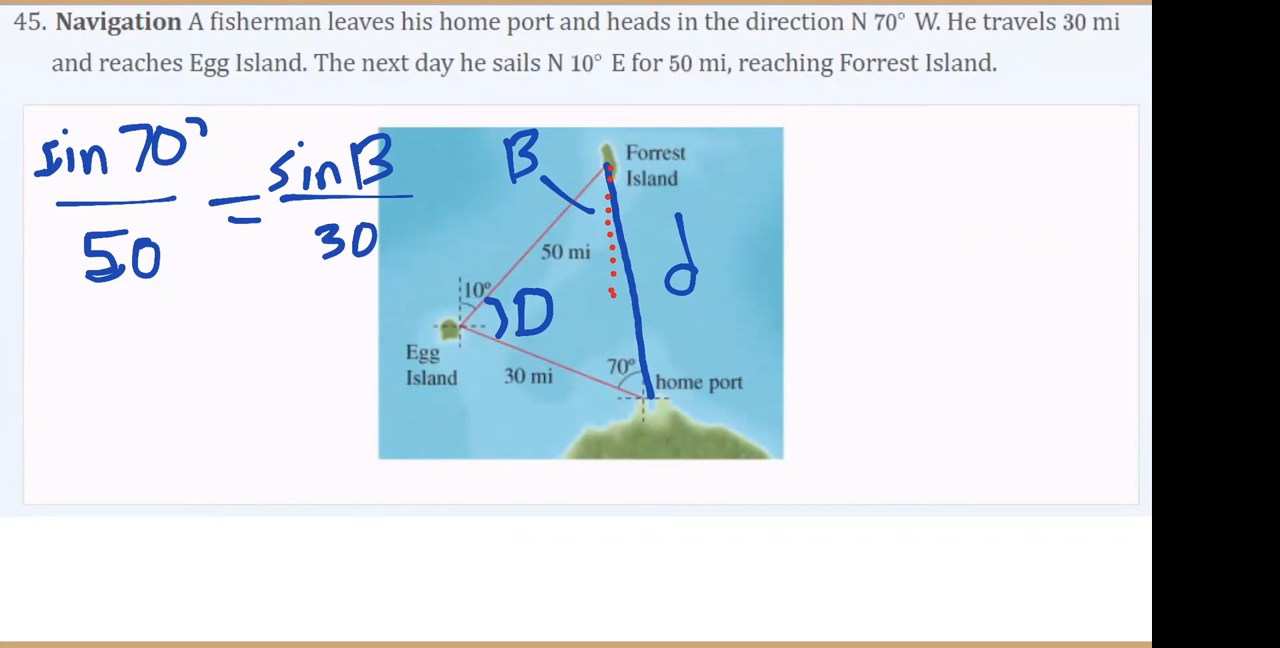 45. Navigation A fisherman leaves his home port and heads in the direction N 70° W. He travels 30 mi
and reaches Egg Island. The next day he sails N 10° E for 50 mi, reaching Forrest Island.
sin 70° / 50 = sin B / 30
B
Forrest
Island
d
50 mi
10°
D
Egg
Island
30 mi
70°
home port